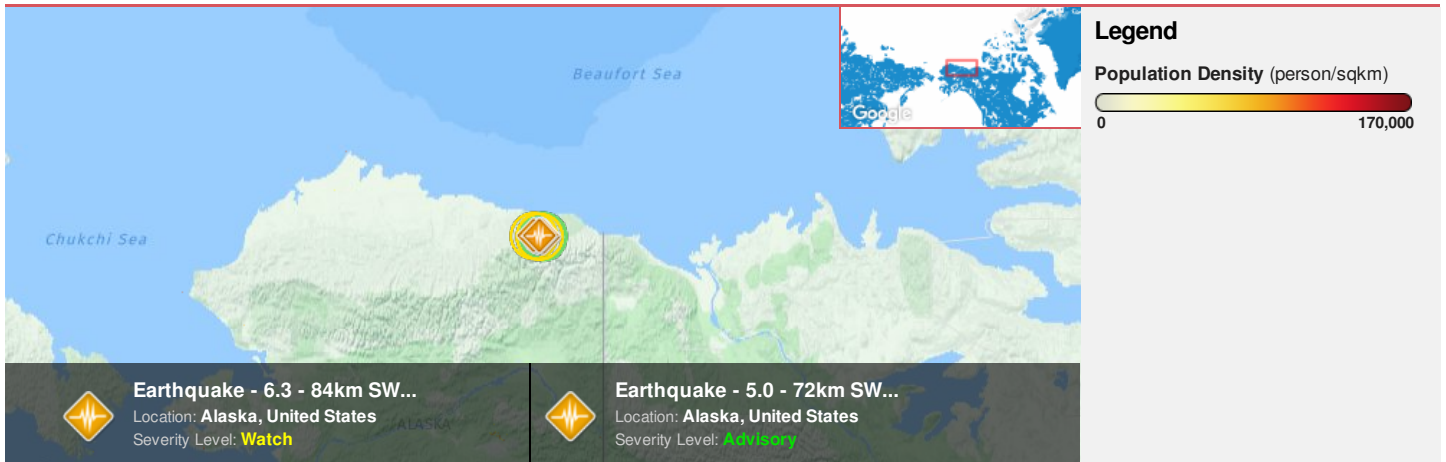 Beaufort Sea
Chukchi Sea
Google
ALASKA
Legend
Population Density (person/sqkm)
0 170,000
Earthquake - 6.3 - 84km SW...
Location: Alaska, United States
Severity Level: Watch
Earthquake - 5.0 - 72km SW...
Location: Alaska, United States
Severity Level: Advisory